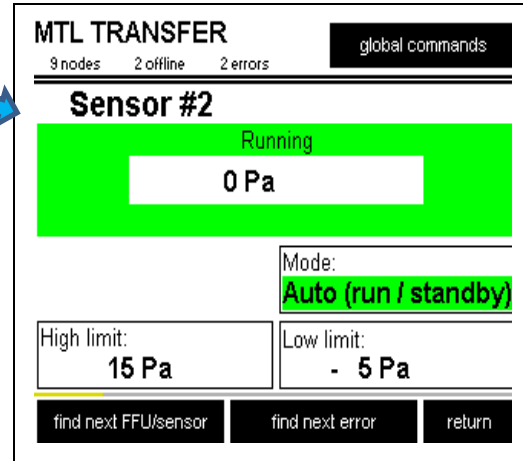 MTL TRANSFER
global commands
9 nodes 2 offline 2 errors
Sensor #2
Running
0 Pa
Mode:
Auto (run / standby)
High limit:
15 Pa
Low limit:
- 5 Pa
find next FFU/sensor
find next error
return